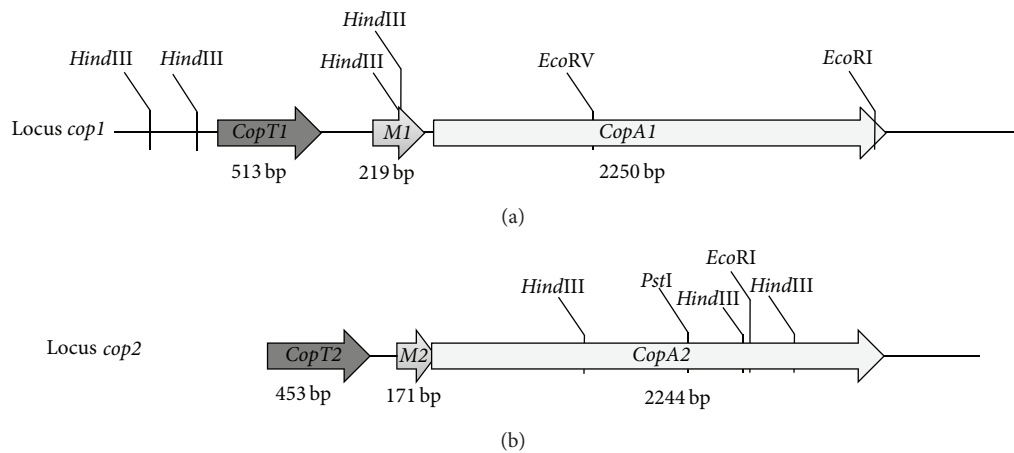 HindIII
HindIII HindIII EcoRV EcoRI
HindIII
Locus cop1 CopT1 M1 CopA1
513 bp 219 bp 2250 bp
(a)
EcoRI
HindIII PstI HindIII HindIII
Locus cop2 CopT2 M2 CopA2
453 bp 171 bp 2244 bp
(b)